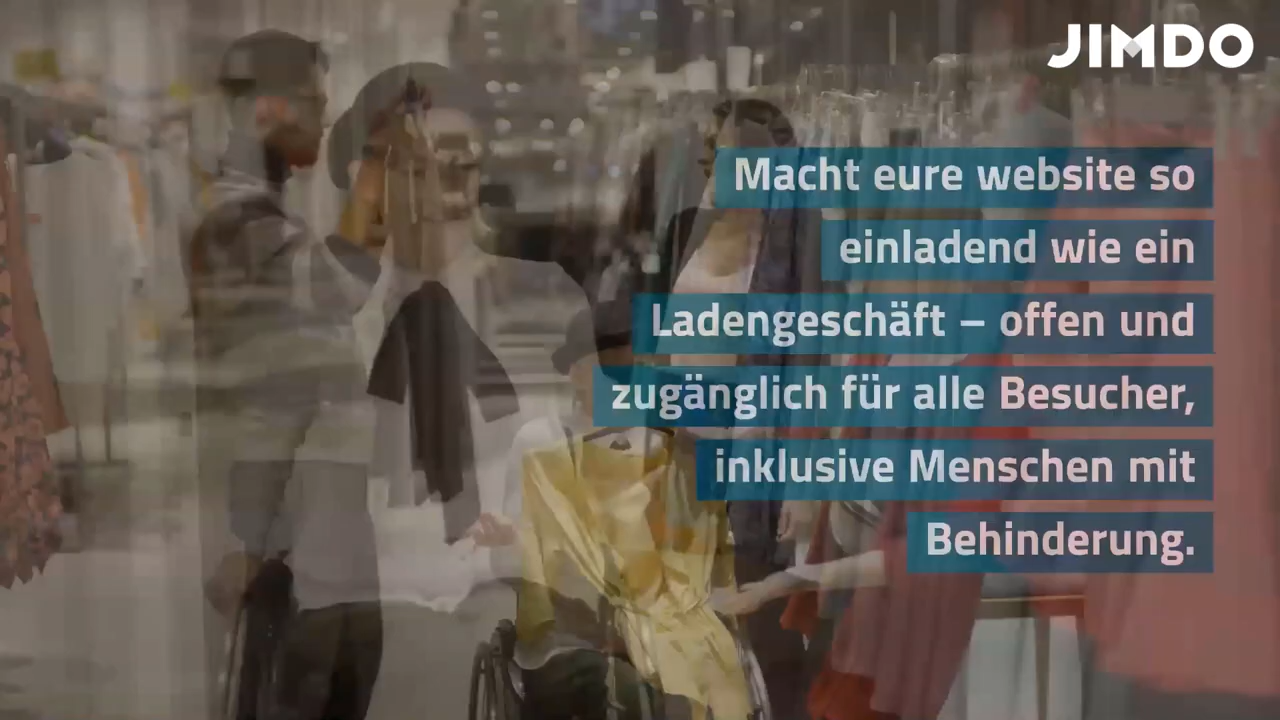 JIMDO
Macht eure website so
einladend wie ein
Ladengeschäft – offen und
zugänglich für alle Besucher,
inklusive Menschen mit
Behinderung.